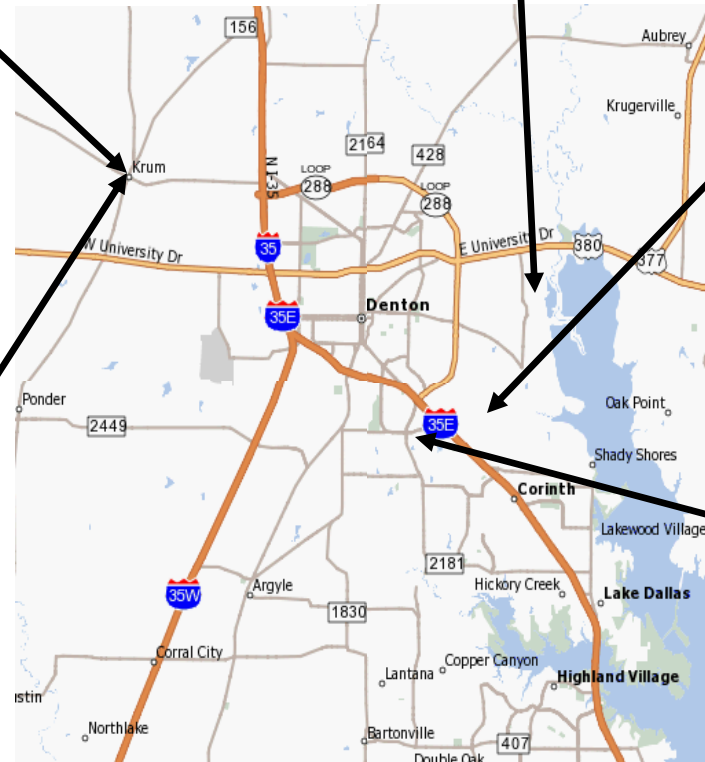 156
Aubrey
Krugerville
2164
428
Krum
N I-35
LOOP
288
LOOP
288
35
W University Dr
E University Dr
380
377
35E
Denton
Ponder
2449
Oak Point
35E
Shady Shores
Corinth
Lakewood Village
2181
Hickory Creek
Lake Dallas
35W
Argyle
1830
Corral City
Lantana
Copper Canyon
Highland Village
ustin
Northlake
Bartonville
407
Double Oak